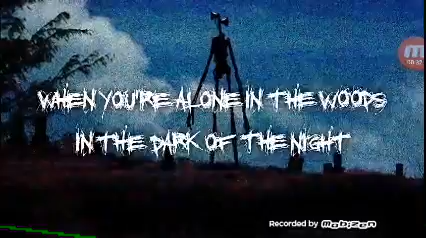 WHEN YOU'RE ALONE IN THE WOODS
IN THE DARK OF THE NIGHT
Recorded by mobizen